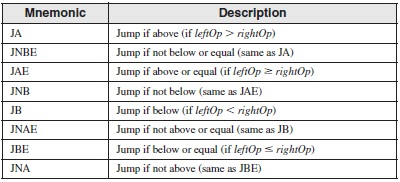 Mnemonic Description
JA Jump if above (if leftOp > rightOp)
JNBE Jump if not below or equal (same as JA)
JAE Jump if above or equal (if leftOp ≥ rightOp)
JNB Jump if not below (same as JAE)
JB Jump if below (if leftOp < rightOp)
JNAE Jump if not above or equal (same as JB)
JBE Jump if below or equal (if leftOp ≤ rightOp)
JNA Jump if not above (same as JBE)